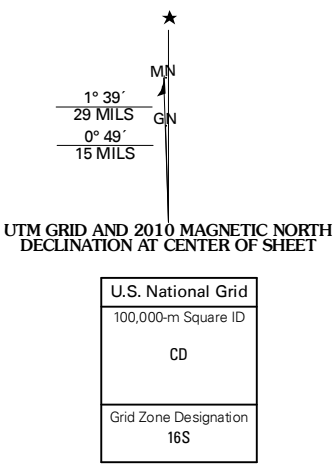 MN
1° 39´
29 MILS
GN
0° 49´
15 MILS
UTM GRID AND 2010 MAGNETIC NORTH
DECLINATION AT CENTER OF SHEET
U.S. National Grid
100,000-m Square ID
CD
Grid Zone Designation
16S